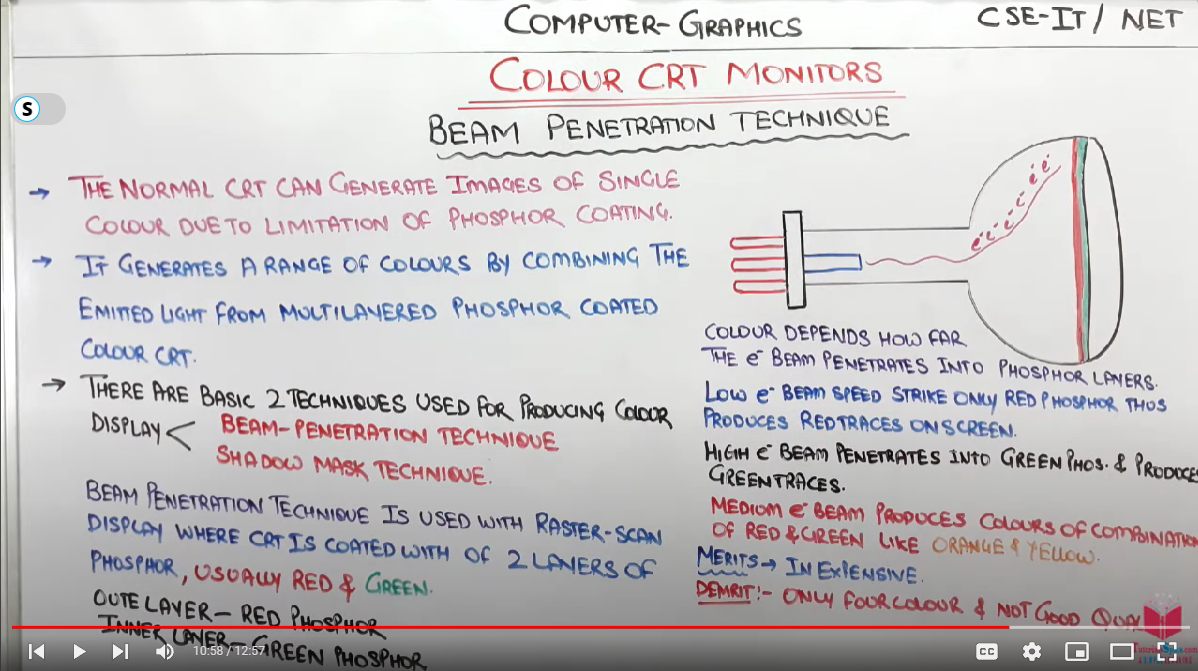 COMPUTER-GRAPHICS
CSE-IT/ NET
COLOUR CRT MONITORS
BEAM PENETRATION TECHNIQUE
S
→ THE NORMAL CRT CAN GENERATE IMAGES OF SINGLE
COLOUR DUE TO LIMITATION OF PHOSPHOR COATING.
→ IT GENERATES A RANGE OF COLOURS BY COMBINING THE
EMITTED LIGHT FROM MULTILAYERED PHOSPHOR COATED
COLOUR CRT.
→ THERE ARE BASIC 2 TECHNIQUES USED FOR PRODUCING COLOUR
DISPLAY < BEAM-PENETRATION TECHNIQUE
SHADOW MASK TECHNIQUE.
BEAM PENETRATION TECHNIQUE IS USED WITH RASTER-SCAN
DISPLAY WHERE CRT IS COATED WITH OF 2 LAYERS OF
PHOSPHOR, USUALLY RED & GREEN.
OUTE LAYER - RED PHOSPHOR
INNER LAYER - GREEN PHOSPHOR
e⁻ e⁻ e⁻ e⁻ e⁻ e⁻
COLOUR DEPENDS HOW FAR
THE e⁻ BEAM PENETRATES INTO PHOSPHOR LAYERS.
LOW e⁻ BEAM SPEED STRIKE ONLY RED PHOSPHOR THUS
PRODUCES RED TRACES ON SCREEN.
HIGH e⁻ BEAM PENETRATES INTO GREEN PHOS. & PRODUCES
GREEN TRACES.
MEDIUM e⁻ BEAM PRODUCES COLOURS OF COMBINATION
OF RED & GREEN LIKE ORANGE & YELLOW.
MERITS → INEXPENSIVE.
DEMRIT :- ONLY FOUR COLOUR & NOT GOOD
10:58 / 12:57
CC